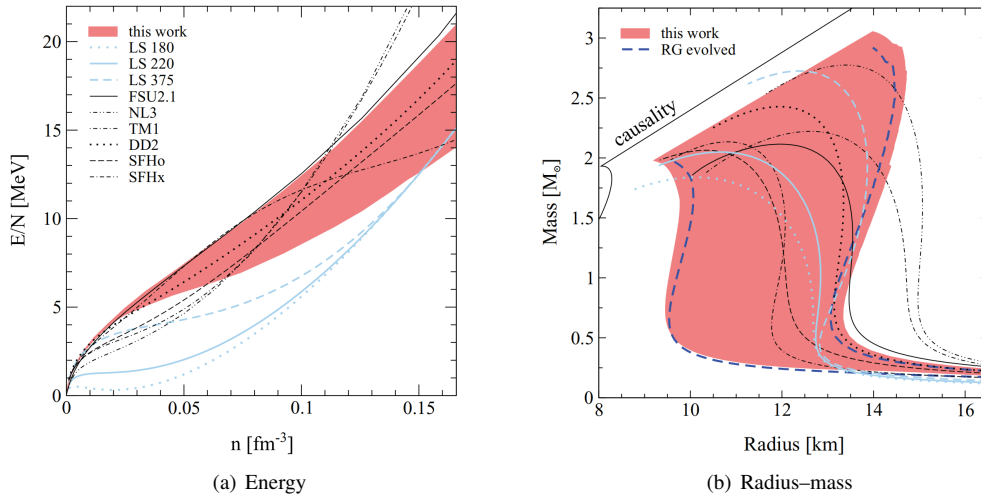 this work
LS 180
LS 220
LS 375
FSU2.1
NL3
TM1
DD2
SFHo
SFHx
E/N [MeV]
20
15
10
5
0
0
0.05
0.1
0.15
n [fm⁻³]
(a) Energy
this work
RG evolved
causality
Mass [M⊙]
3
2.5
2
1.5
1
0.5
0
8
10
12
14
16
Radius [km]
(b) Radius–mass